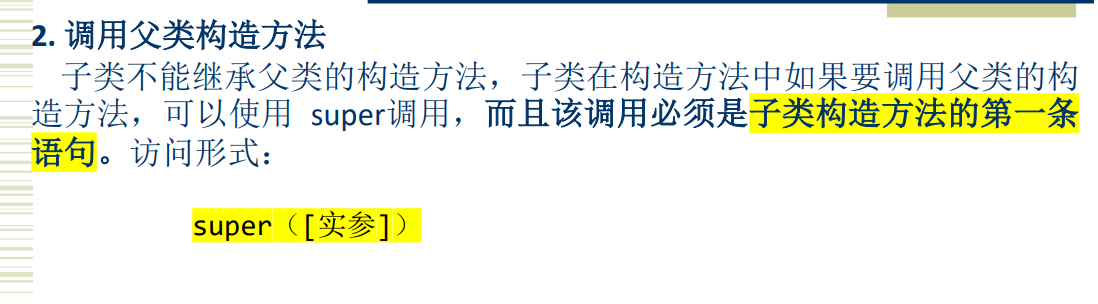 2. 调用父类构造方法
子类不能继承父类的构造方法，子类在构造方法中如果要调用父类的构
造方法，可以使用 super调用，而且该调用必须是子类构造方法的第一条
语句。访问形式：
super（[实参]）